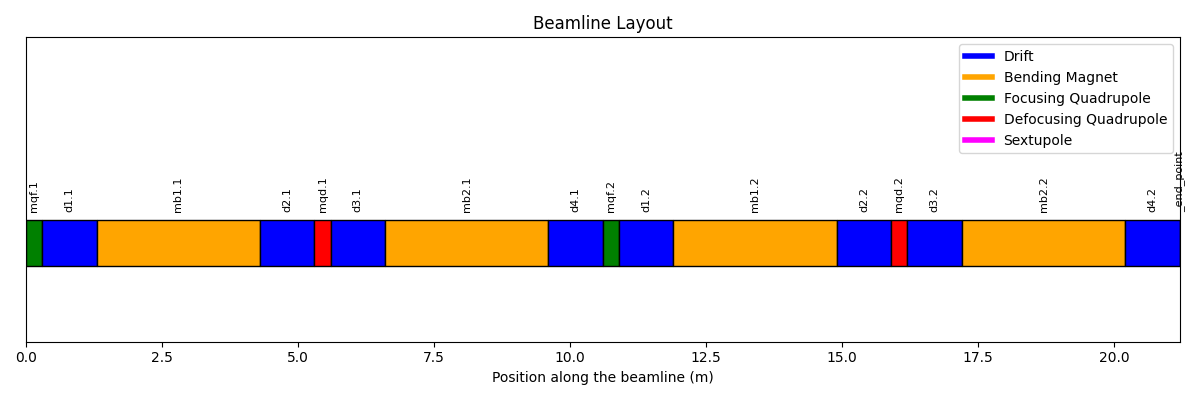 Beamline Layout
Drift
Bending Magnet
Focusing Quadrupole
Defocusing Quadrupole
Sextupole
mqf.1
d1.1
mb1.1
d2.1
mqd.1
d3.1
mb2.1
d4.1
mqf.2
d1.2
mb1.2
d2.2
mqd.2
d3.2
mb2.2
d4.2
_end_point
0.0 2.5 5.0 7.5 10.0 12.5 15.0 17.5 20.0
Position along the beamline (m)